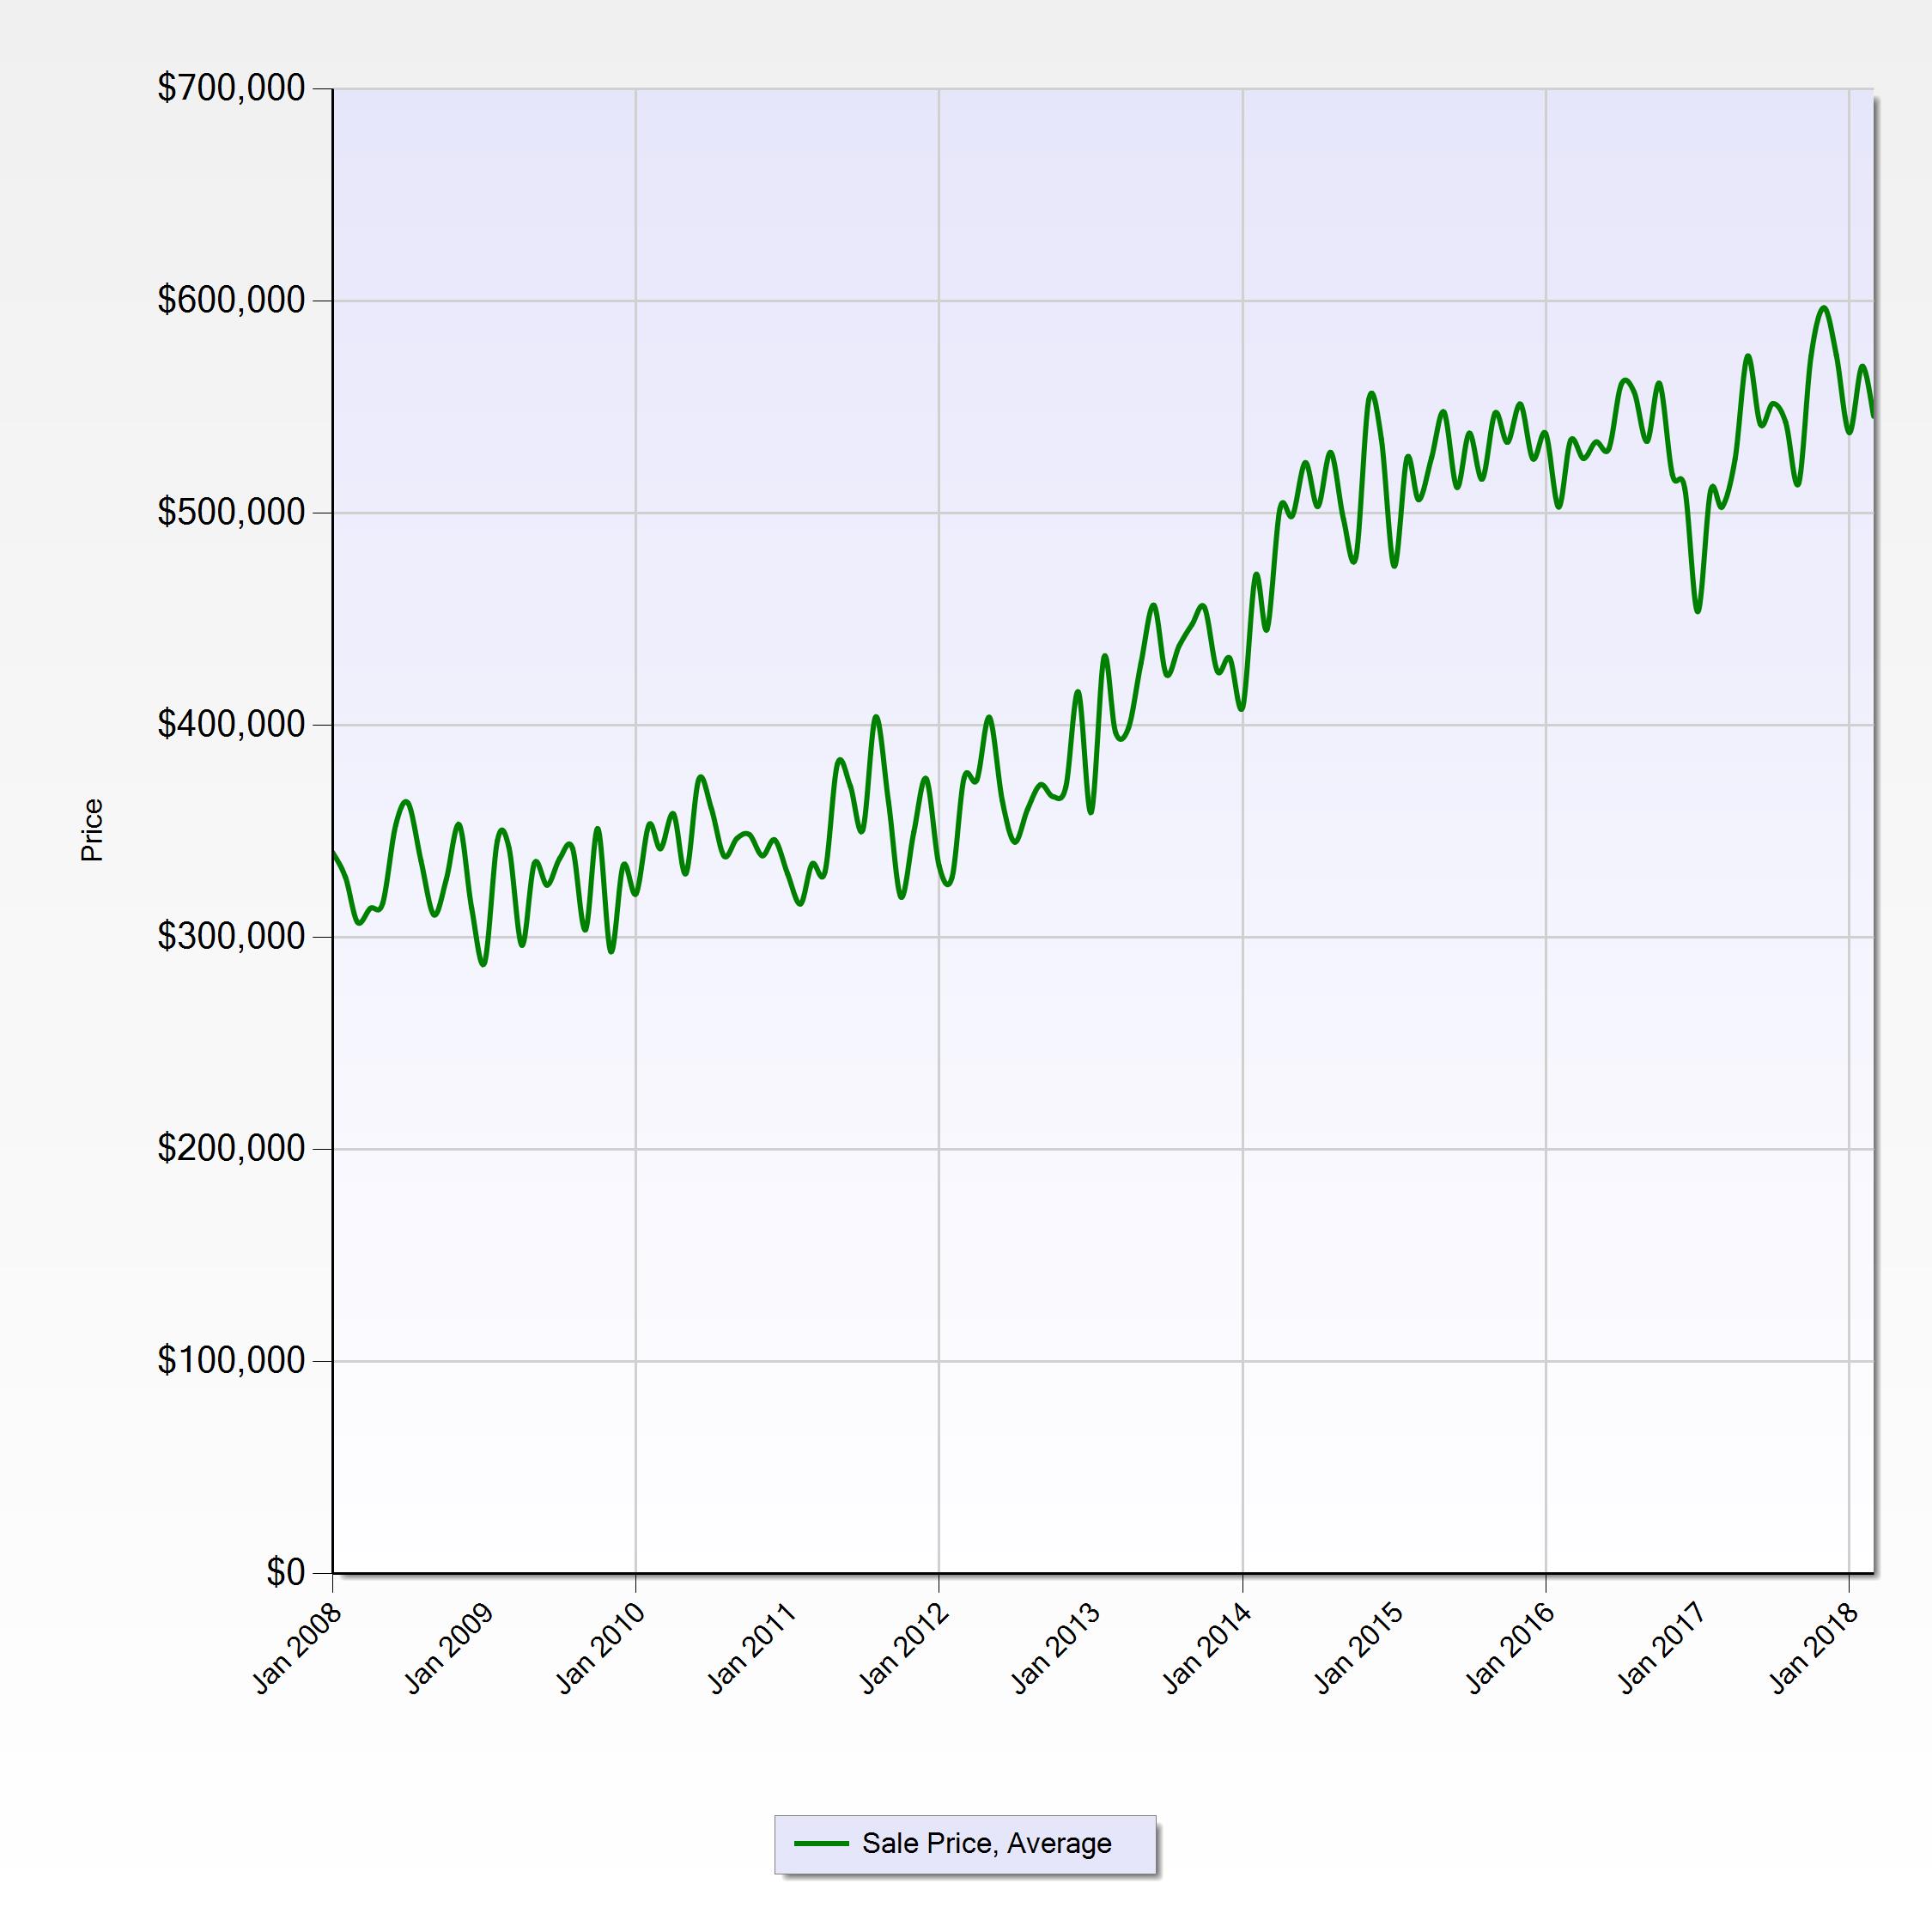 $700,000
$600,000
$500,000
$400,000
$300,000
$200,000
$100,000
$0
Price
Jan 2008
Jan 2009
Jan 2010
Jan 2011
Jan 2012
Jan 2013
Jan 2014
Jan 2015
Jan 2016
Jan 2017
Jan 2018
Sale Price, Average